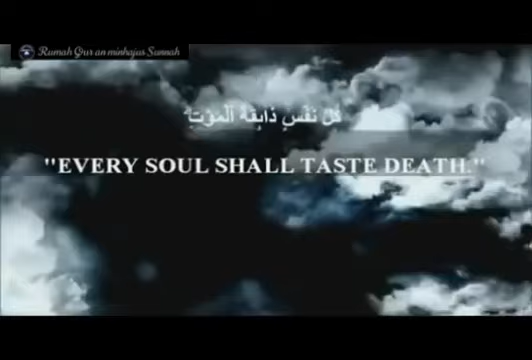 Rumah Qur an minhajus Sunnah
كُلُّ نَفْسٍ ذَائِقَةُ الْمَوْتِ
"EVERY SOUL SHALL TASTE DEATH."